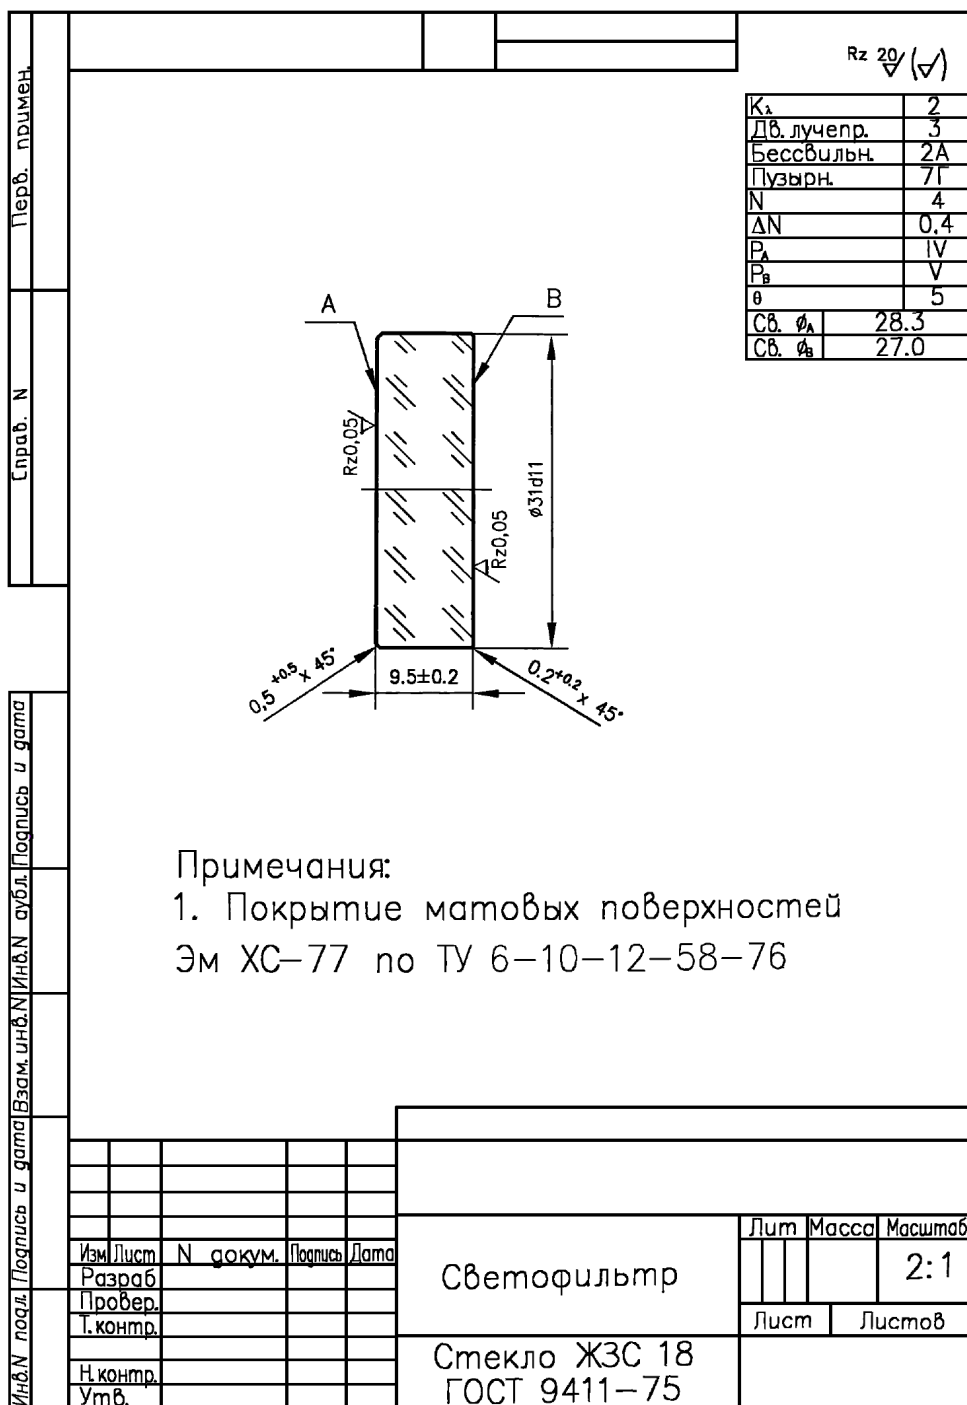 Перв. примен.
Справ. N
Подпись и дата
Инв.N дубл.
Взам.инв.N
Подпись и дата
Инв.N подл.
Rz 20 (√)
Kλ 2
Дв. лучепр. 3
Бессвильн. 2А
Пузырн. 7Г
N 4
ΔN 0,4
PA IV
PB V
θ 5
Св. ϕA 28.3
Св. ϕB 27.0
A
B
Rz0,05
Rz0,05
ϕ31d11
0,5 +0.5 x 45°
9.5±0.2
0.2+0.2 x 45°
Примечания:
1. Покрытие матовых поверхностей
Эм ХС-77 по ТУ 6-10-12-58-76
Изм Лист N докум. Подпись Дата
Разраб
Провер.
Т.контр.
Н.контр.
Утв.
Светофильтр
Лит Масса Масштаб
2:1
Лист Листов
Стекло ЖЗС 18
ГОСТ 9411-75